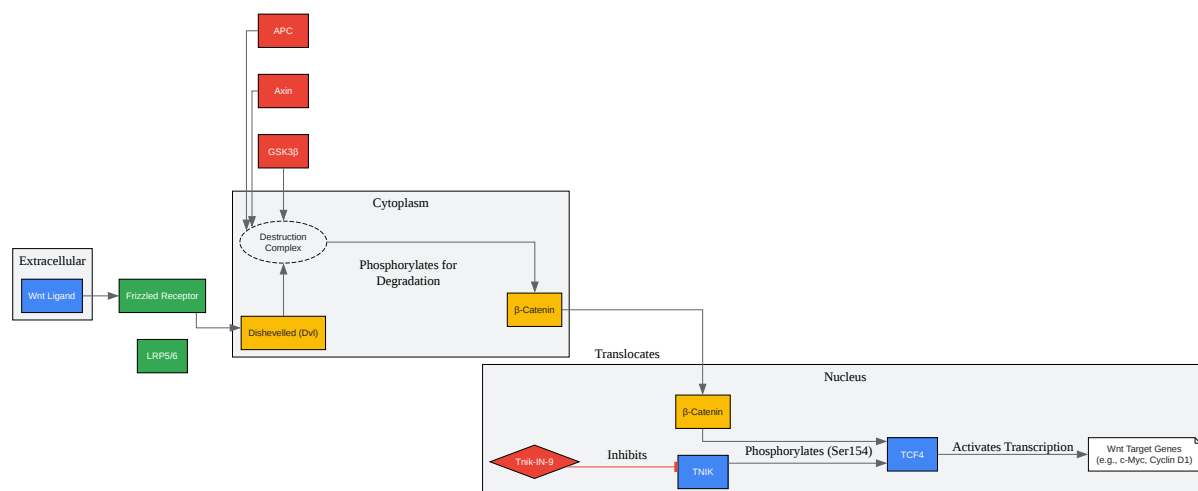 APC
Axin
GSK3β
Cytoplasm
Destruction
Complex
Extracellular
Phosphorylates for
Degradation
Wnt Ligand
Frizzled Receptor
β-Catenin
Dishevelled (Dvl)
LRP5/6
Translocates
Nucleus
β-Catenin
Tnik-IN-9
Inhibits
TNIK
Phosphorylates (Ser154)
TCF4
Activates Transcription
Wnt Target Genes
(e.g., c-Myc, Cyclin D1)